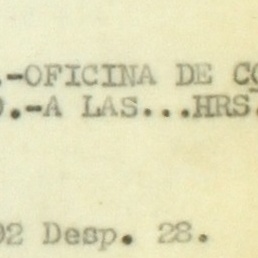 .-OFICINA DE CO
.-A LAS...HRS.
02 Desp. 28.